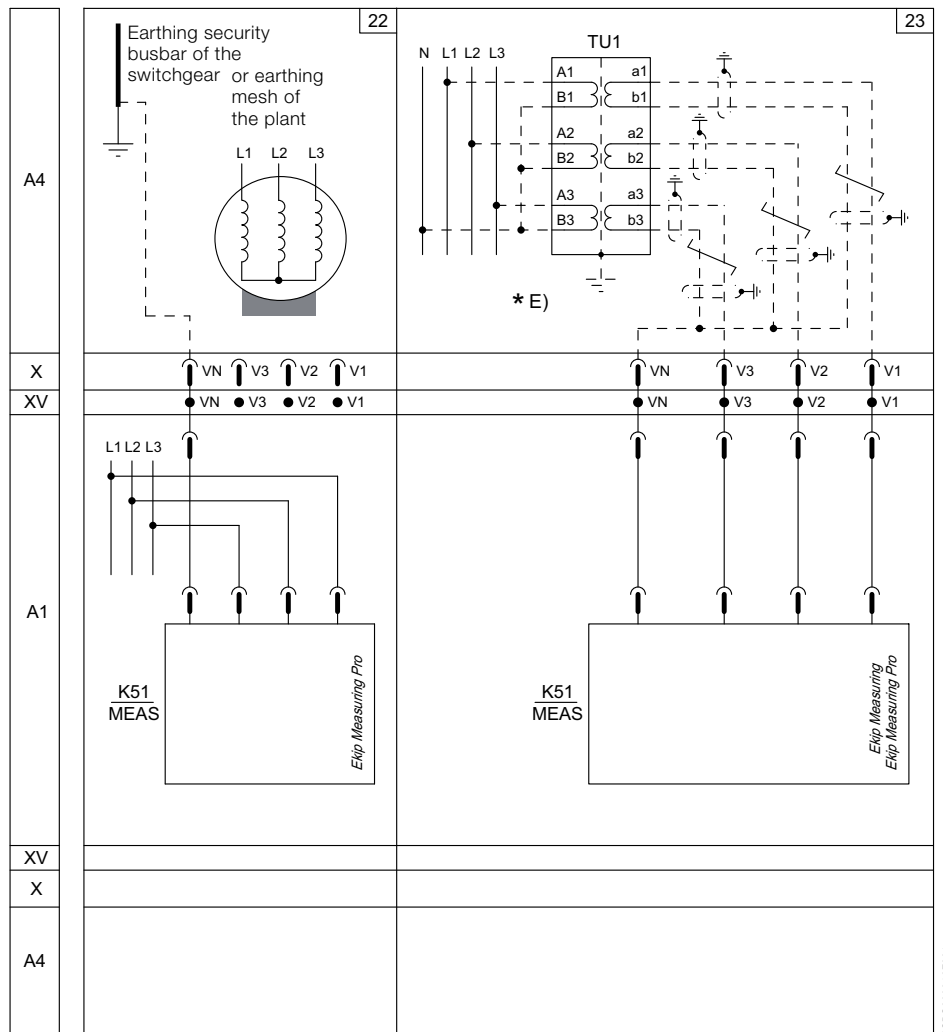 22
23
Earthing security
busbar of the
switchgear or earthing
mesh of
the plant
L1 L2 L3
N L1 L2 L3
TU1
A1 a1
B1 b1
A2 a2
B2 b2
A3 a3
B3 b3
* E)
A4
X
VN V3 V2 V1
VN V3 V2 V1
XV
VN V3 V2 V1
VN V3 V2 V1
L1 L2 L3
A1
K51
MEAS
Ekip Measuring Pro
K51
MEAS
Ekip Measuring
Ekip Measuring Pro
XV
X
A4